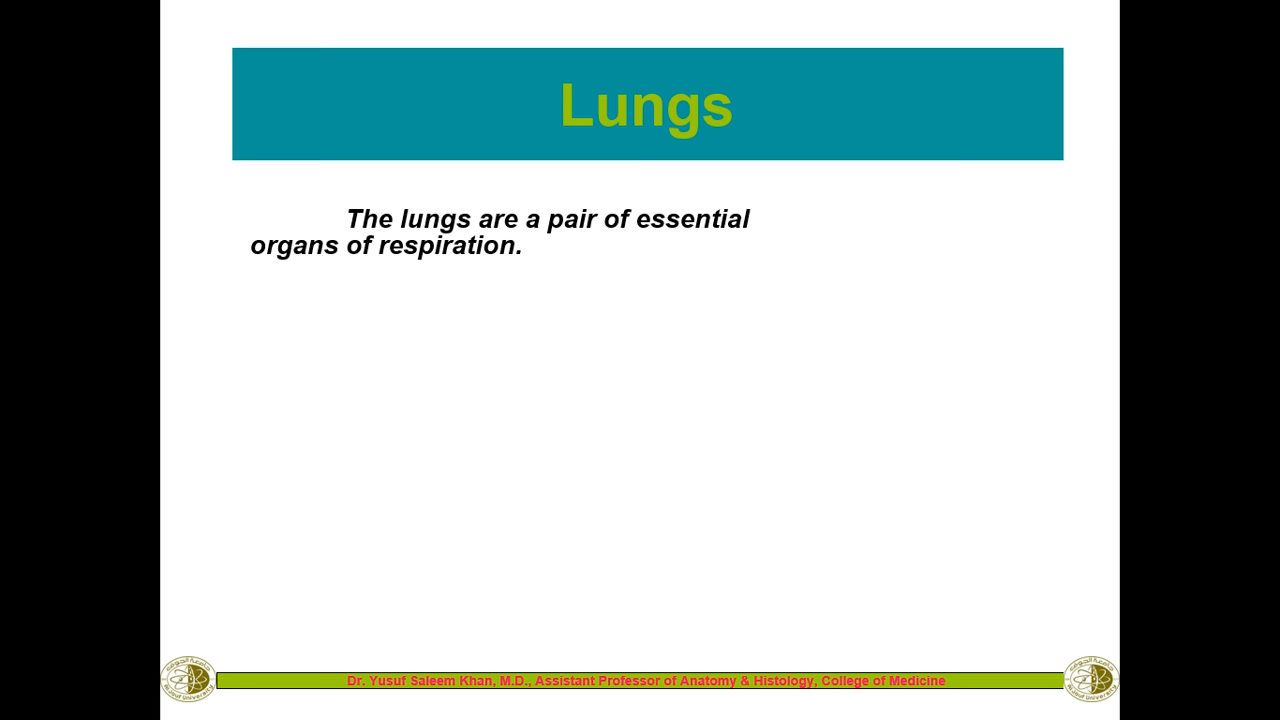 Lungs
The lungs are a pair of essential
organs of respiration.
Dr. Yusuf Saleem Khan, M.D., Assistant Professor of Anatomy & Histology, College of Medicine